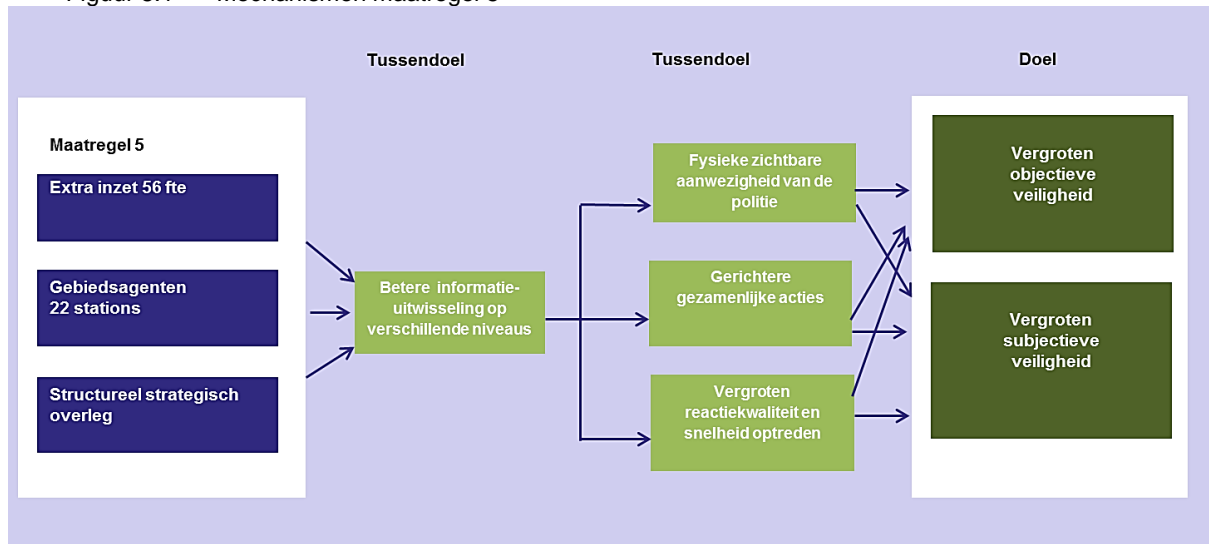 Tussendoel
Tussendoel
Doel
Maatregel 5
Extra inzet 56 fte
Gebiedsagenten
22 stations
Structureel strategisch
overleg
Betere informatie-
uitwisseling op
verschillende niveaus
Fysieke zichtbare
aanwezigheid van de
politie
Gerichtere
gezamenlijke acties
Vergroten
reactiekwaliteit en
snelheid optreden
Vergroten
objectieve
veiligheid
Vergroten
subjectieve
veiligheid